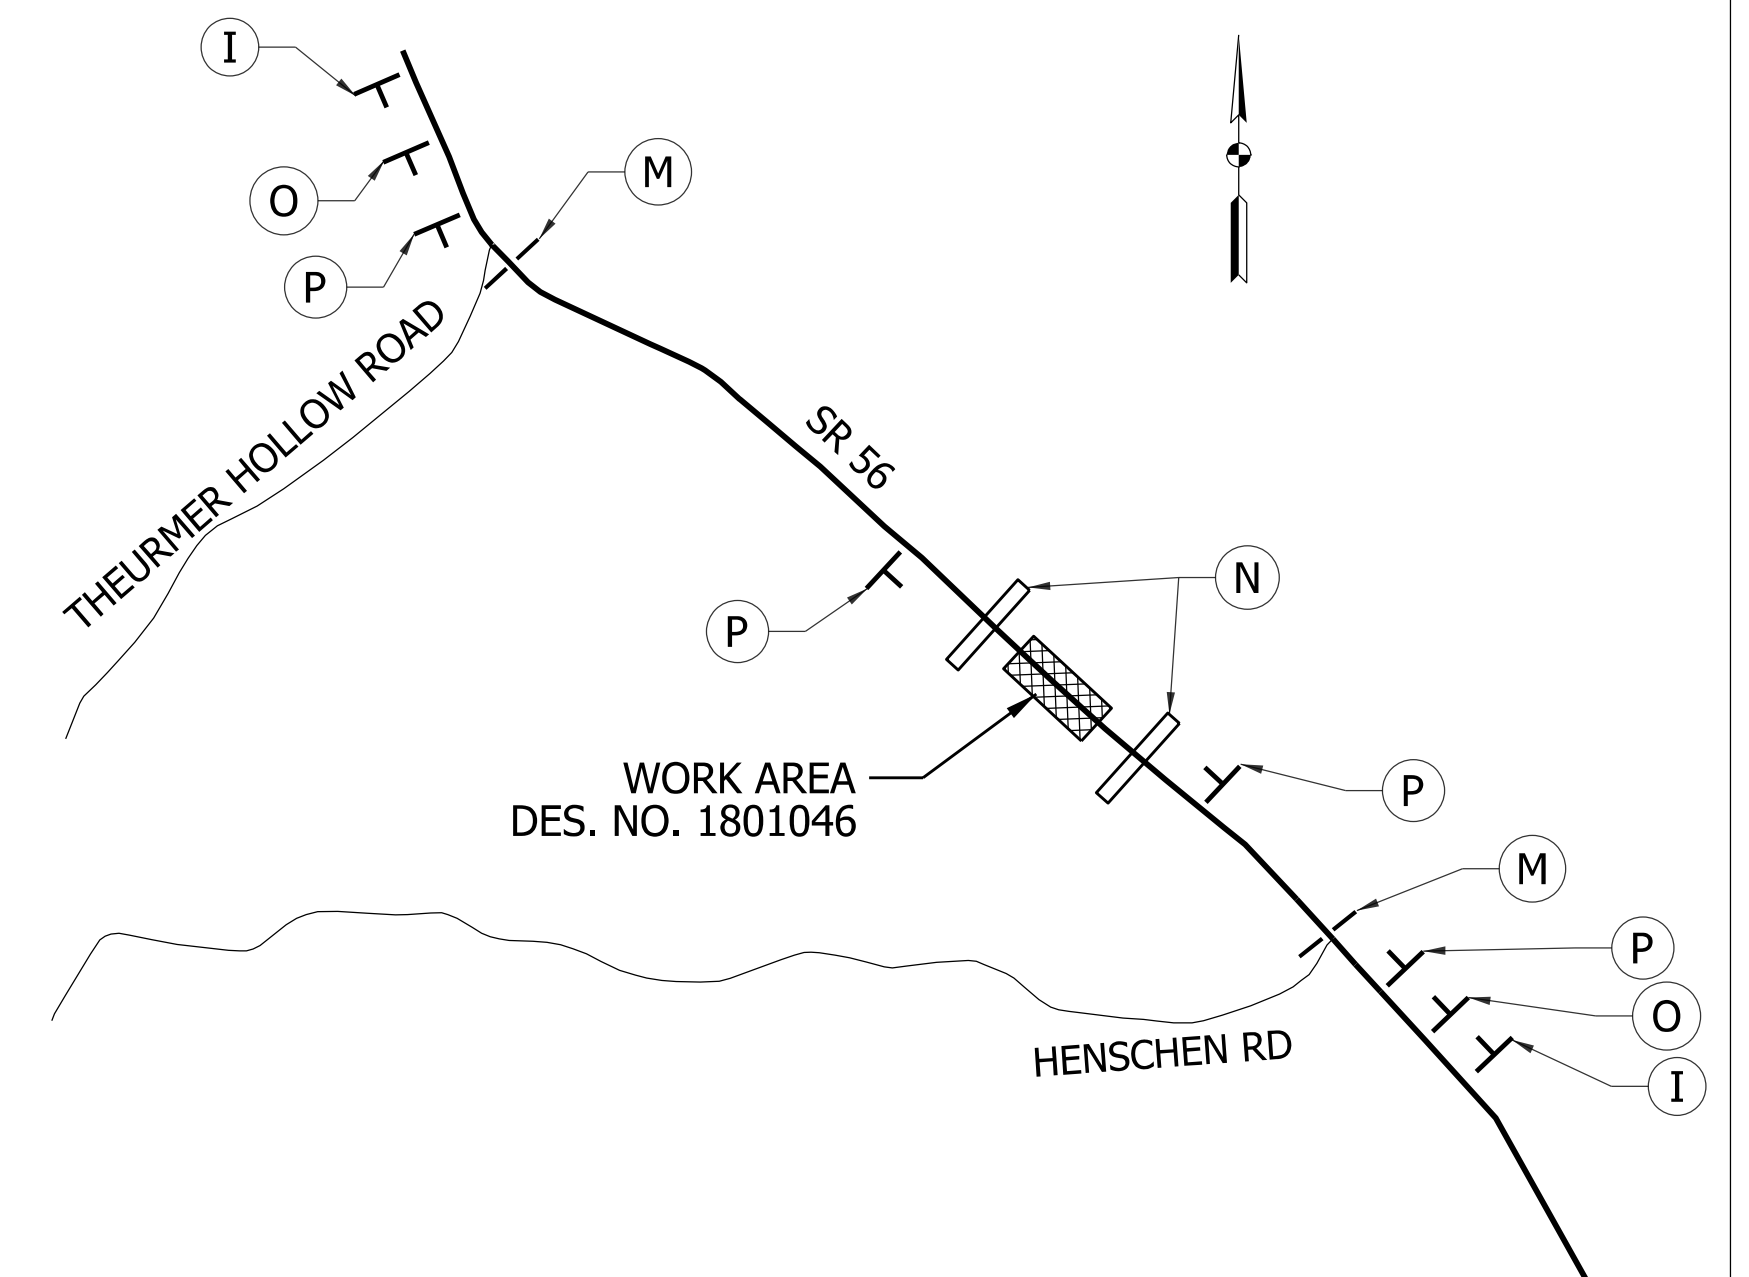 I
O
M
P
THEURMER HOLLOW ROAD
SR 56
N
P
WORK AREA
DES. NO. 1801046
P
M
P
O
HENSCHEN RD
I